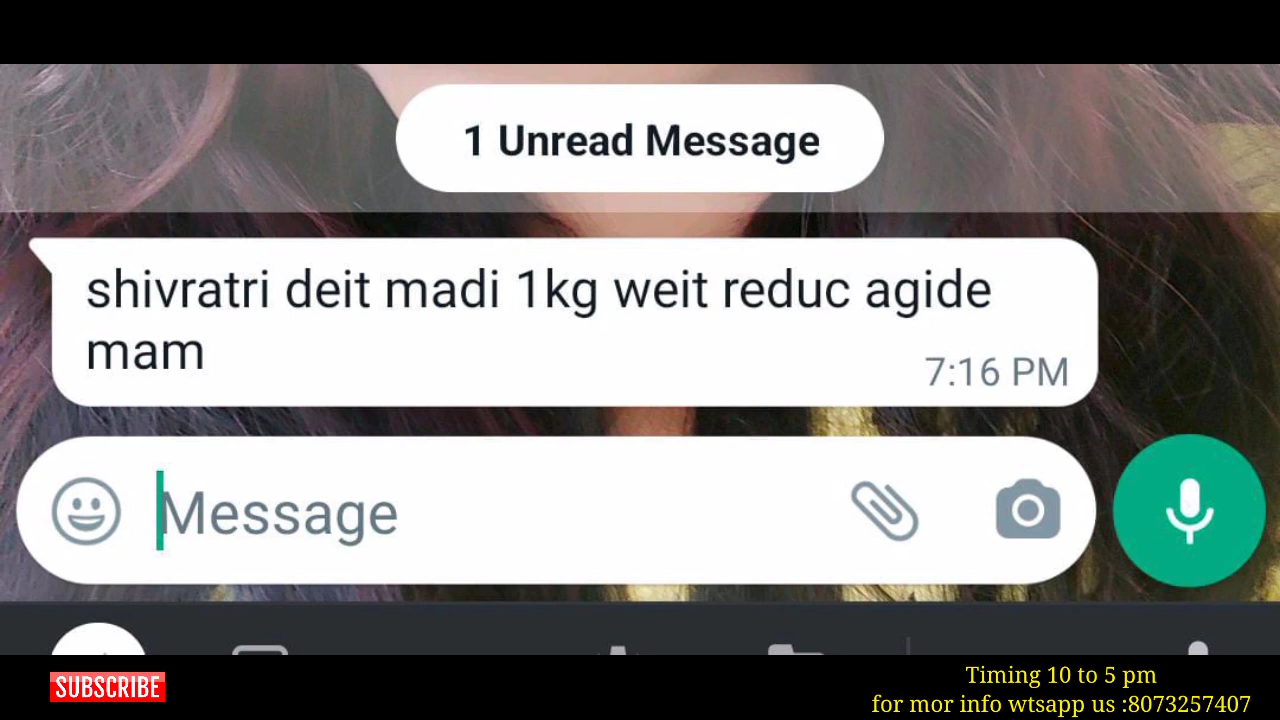 1 Unread Message
shivratri deit madi 1kg weit reduc agide
mam
7:16 PM
Message
SUBSCRIBE
Timing 10 to 5 pm
for mor info wtsapp us :8073257407